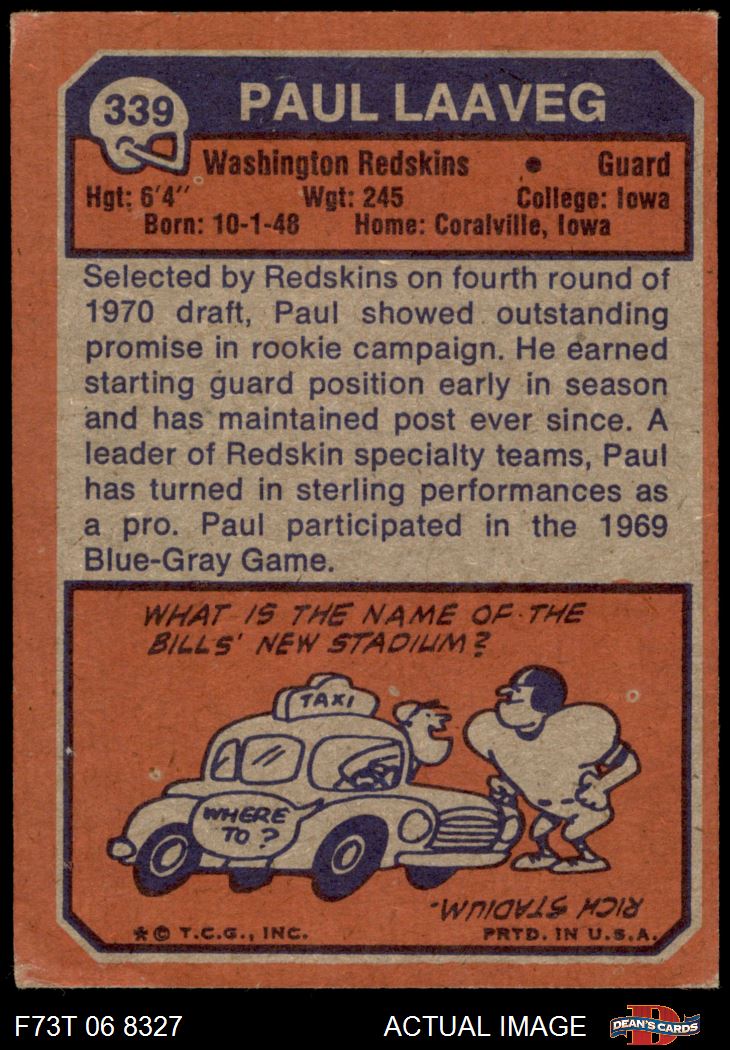 339
PAUL LAAVEG
Washington Redskins • Guard
Hgt: 6'4" Wgt: 245 College: Iowa
Born: 10-1-48 Home: Coralville, Iowa
Selected by Redskins on fourth round of
1970 draft, Paul showed outstanding
promise in rookie campaign. He earned
starting guard position early in season
and has maintained post ever since. A
leader of Redskin specialty teams, Paul
has turned in sterling performances as
a pro. Paul participated in the 1969
Blue-Gray Game.
WHAT IS THE NAME OF THE
BILLS' NEW STADIUM?
TAXI
WHERE
TO?
RICH STADIUM.
* © T.C.G., INC. PRTD. IN U.S.A.
F73T 06 8327 ACTUAL IMAGE
D
DEAN'S CARDS